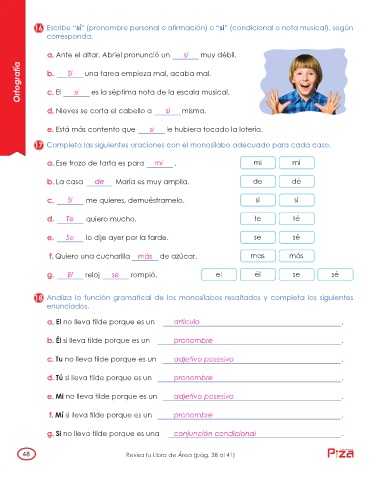 Ortografía
16 Escribe "sí" (pronombre personal o afirmación) o "si" (condicional o nota musical), según
corresponda.
a. Ante el altar, Abriel pronunció un sí muy débil.
b. Si una tarea empieza mal, acaba mal.
c. El si es la séptima nota de la escala musical.
d. Nieves se corta el cabello a sí misma.
e. Está más contento que si le hubiera tocado la lotería.
17 Completa las siguientes oraciones con el monosílabo adecuado para cada caso.
a. Ese trozo de tarta es para mí .
mi mí
b. La casa de María es muy amplia.
de dé
c. Si me quieres, demuéstramelo.
si sí
d. Te quiero mucho.
te té
e. Se lo dije ayer por la tarde.
se sé
f. Quiero una cucharilla más de azúcar.
mas más
g. El reloj se rompió.
el él se sé
18 Analiza la función gramatical de los monosílabos resaltados y completa los siguientes
enunciados.
a. El no lleva tilde porque es un artículo .
b. Él sí lleva tilde porque es un pronombre .
c. Tu no lleva tilde porque es un adjetivo posesivo .
d. Tú sí lleva tilde porque es un pronombre .
e. Mi no lleva tilde porque es un adjetivo posesivo .
f. Mí sí lleva tilde porque es un pronombre .
g. Si no lleva tilde porque es una conjunción condicional .
48
Revisa tu Libro de Área (pág. 38 al 41)